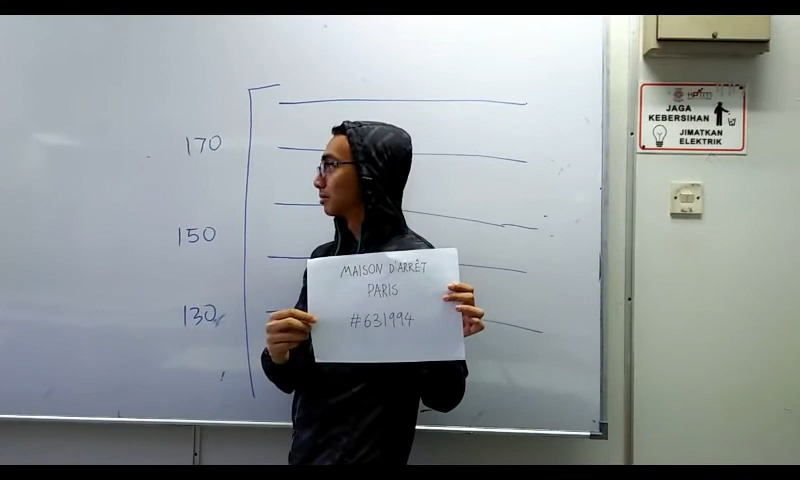 170
150
130
MAISON D'ARRÊT
PARIS
#631994
JAGA
KEBERSIHAN
JIMATKAN
ELEKTRIK